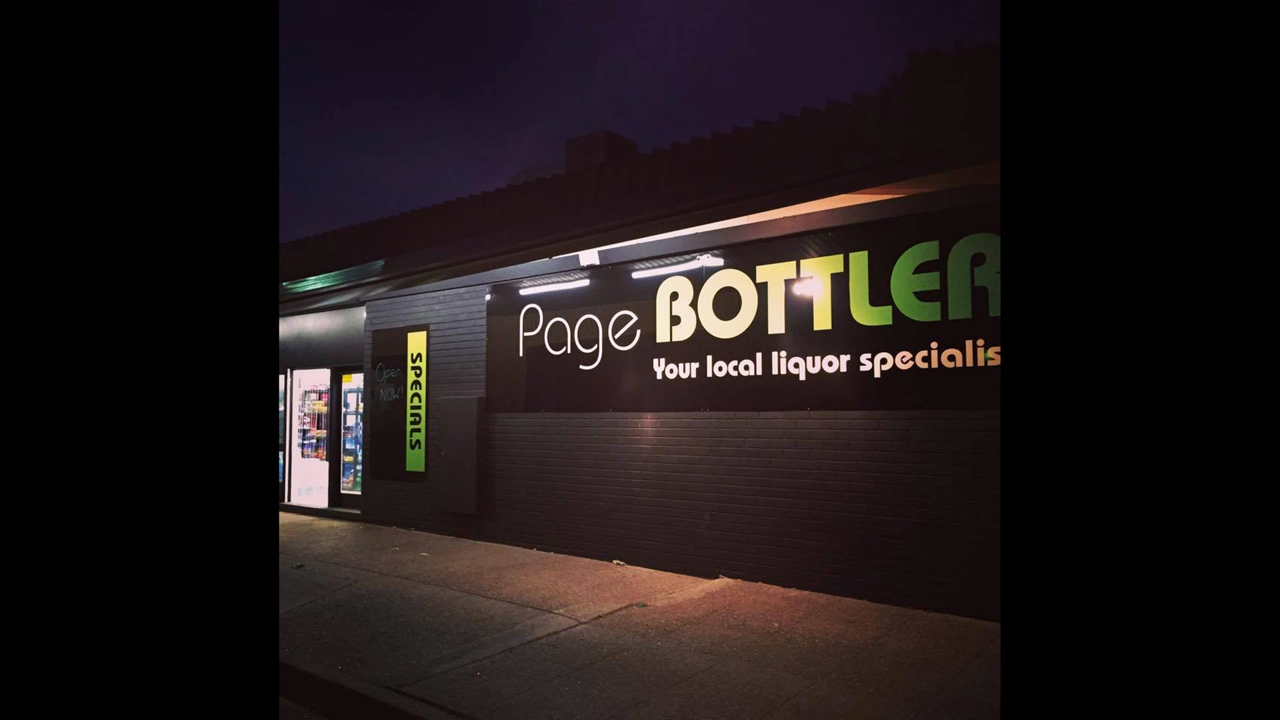 Open
NOW!
SPECIALS
Page BOTTLER
Your local liquor specialis